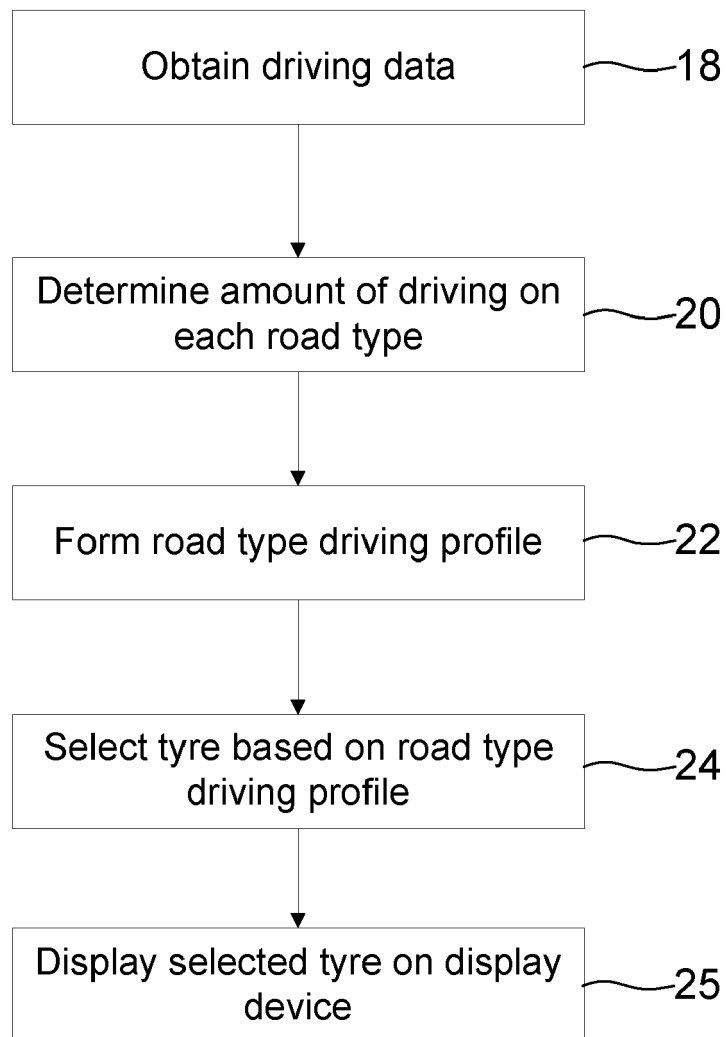 Obtain driving data
18
Determine amount of driving on
each road type
20
Form road type driving profile
22
Select tyre based on road type
driving profile
24
Display selected tyre on display
device
25